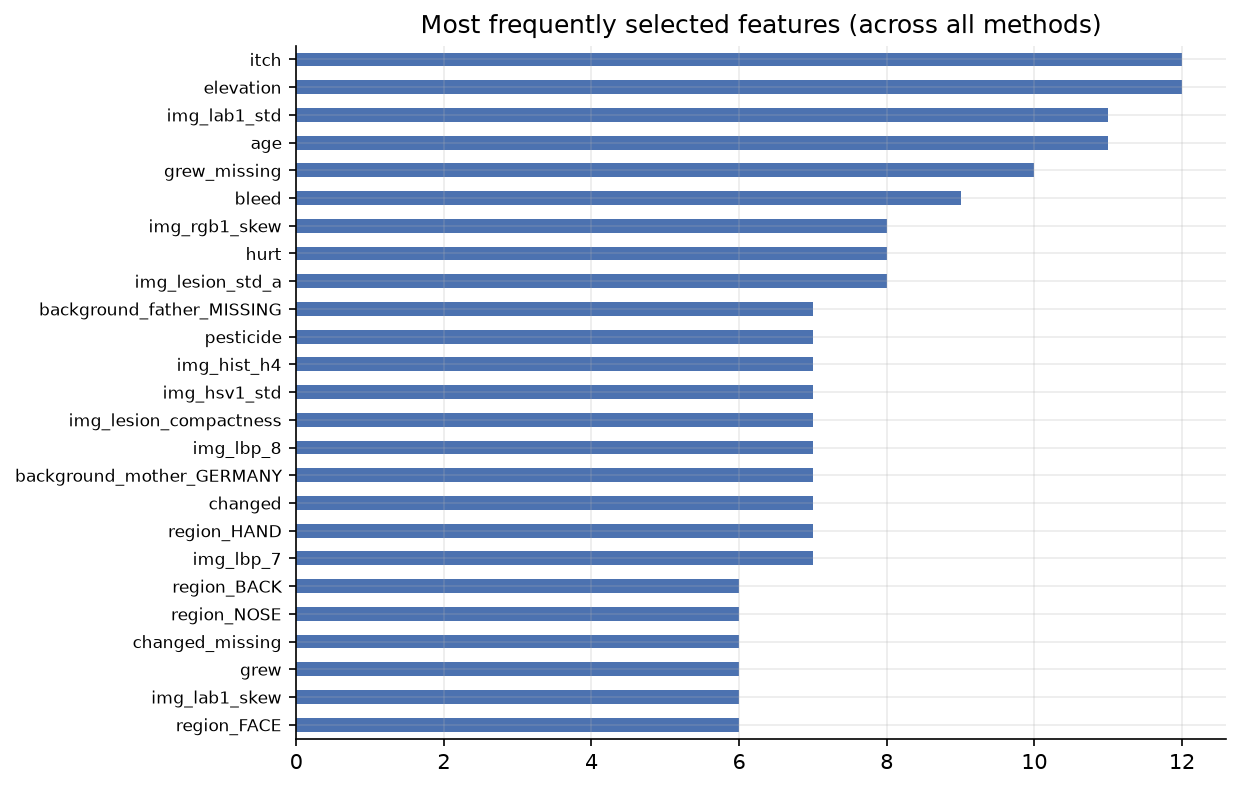 Most frequently selected features (across all methods)
itch
elevation
img_lab1_std
age
grew_missing
bleed
img_rgb1_skew
hurt
img_lesion_std_a
background_father_MISSING
pesticide
img_hist_h4
img_hsv1_std
img_lesion_compactness
img_lbp_8
background_mother_GERMANY
changed
region_HAND
img_lbp_7
region_BACK
region_NOSE
changed_missing
grew
img_lab1_skew
region_FACE
0 2 4 6 8 10 12